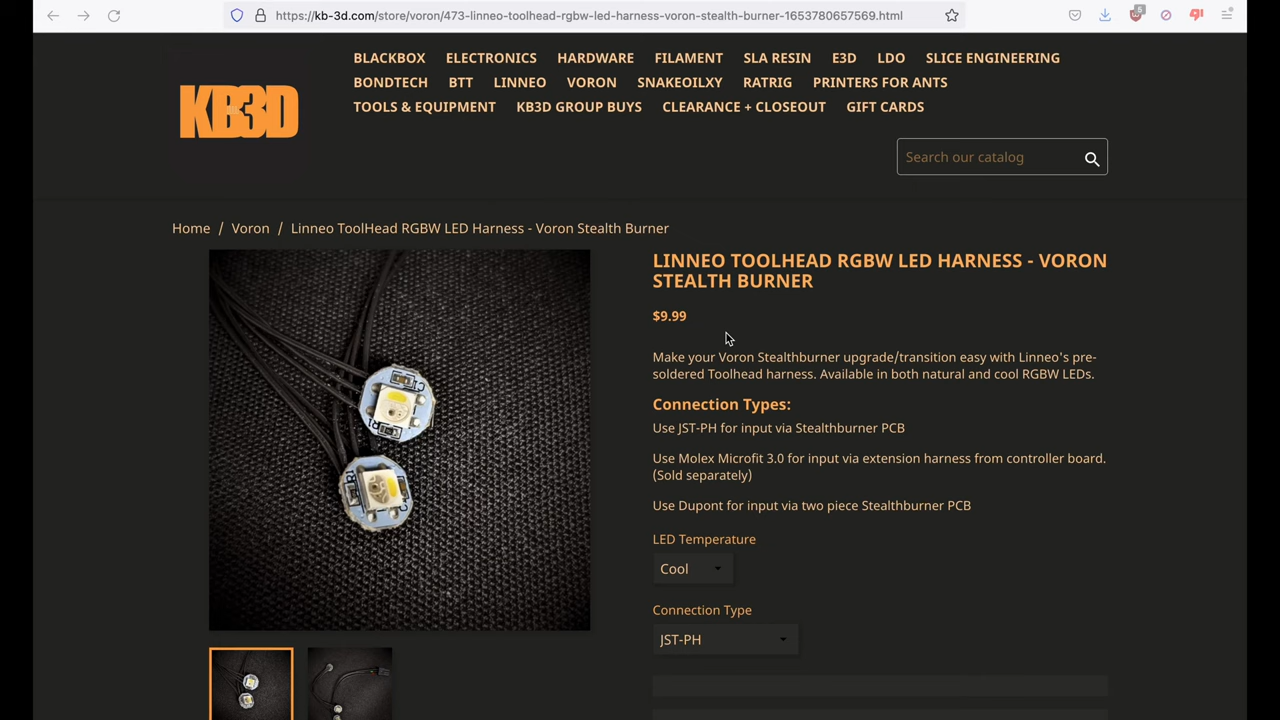 https://kb-3d.com/store/voron/473-linneo-toolhead-rgbw-led-harness-voron-stealth-burner-1653780657569.html
5
BLACKBOX ELECTRONICS HARDWARE FILAMENT SLA RESIN E3D LDO SLICE ENGINEERING
BONDTECH BTT LINNEO VORON SNAKEOILXY RATRIG PRINTERS FOR ANTS
TOOLS & EQUIPMENT KB3D GROUP BUYS CLEARANCE + CLOSEOUT GIFT CARDS
KB3D
Search our catalog
Home / Voron / Linneo ToolHead RGBW LED Harness - Voron Stealth Burner
LINNEO TOOLHEAD RGBW LED HARNESS - VORON
STEALTH BURNER
$9.99
Make your Voron Stealthburner upgrade/transition easy with Linneo's pre-
soldered Toolhead harness. Available in both natural and cool RGBW LEDs.
Connection Types:
Use JST-PH for input via Stealthburner PCB
Use Molex Microfit 3.0 for input via extension harness from controller board.
(Sold separately)
Use Dupont for input via two piece Stealthburner PCB
LED Temperature
Cool
Connection Type
JST-PH